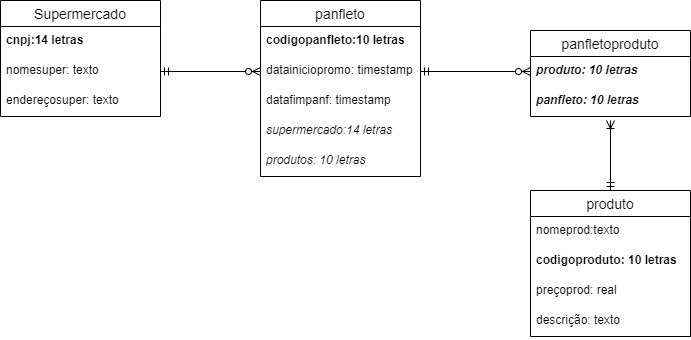 Supermercado
cnpj:14 letras
nomesuper: texto
endereçosuper: texto
panfleto
codigopanfleto:10 letras
datainiciopromo: timestamp
datafimpanf: timestamp
supermercado:14 letras
produtos: 10 letras
panfletoproduto
produto: 10 letras
panfleto: 10 letras
produto
nomeprod:texto
codigoproduto: 10 letras
preçoprod: real
descrição: texto